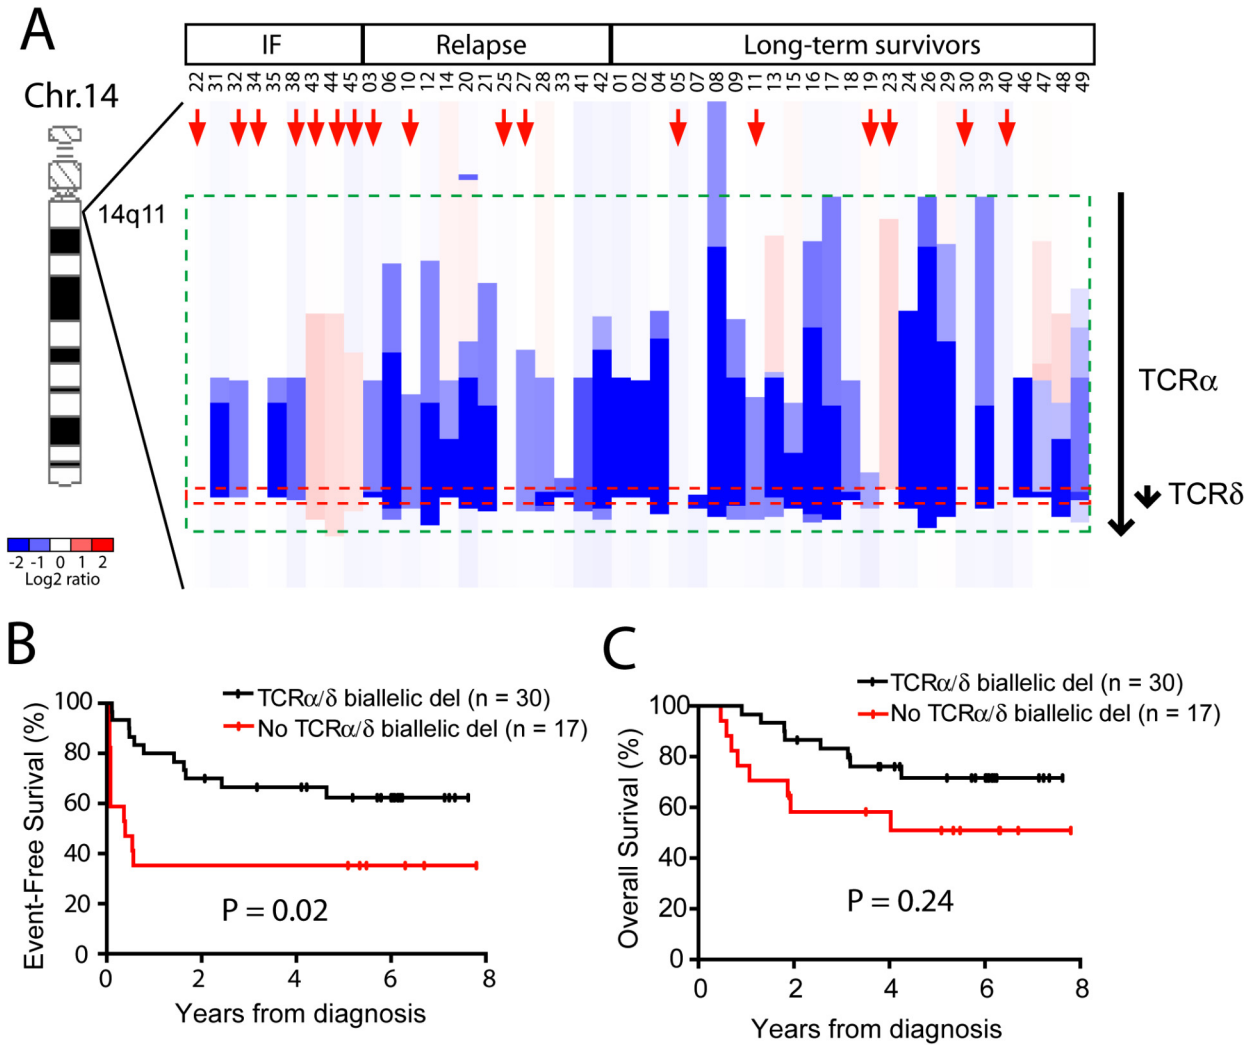 A
IF Relapse Long-term survivors
22 31 32 34 35 38 43 44 45 03 06 10 12 14 20 21 25 27 28 33 41 42 01 02 04 05 07 08 09 11 13 15 16 17 18 19 23 24 26 29 30 39 40 46 47 48 49
Chr.14
14q11
TCRα
TCRδ
-2 -1 0 1 2
Log2 ratio
B
TCRα/δ biallelic del (n = 30)
No TCRα/δ biallelic del (n = 17)
Event-Free Surival (%)
100
80
60
40
20
0
P = 0.02
0 2 4 6 8
Years from diagnosis
C
TCRα/δ biallelic del (n = 30)
No TCRα/δ biallelic del (n = 17)
Overall Surival (%)
100
80
60
40
20
0
P = 0.24
0 2 4 6 8
Years from diagnosis